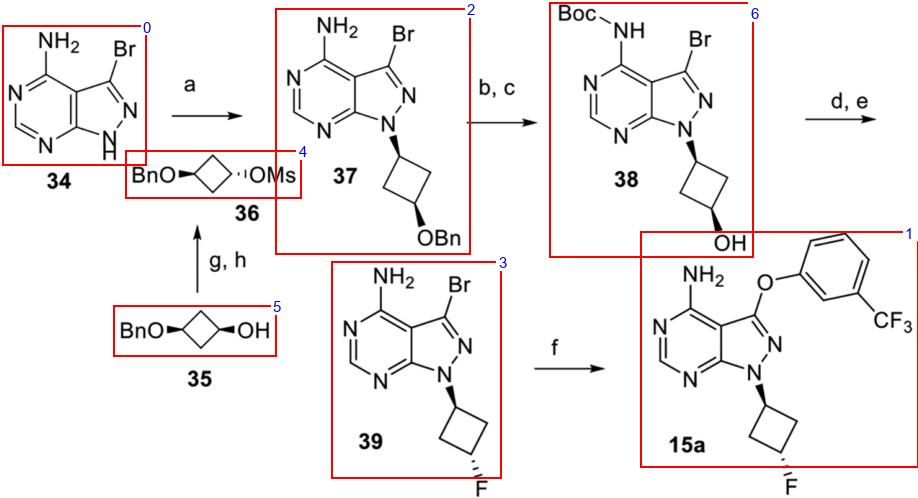 0
NH₂
Br
N
N
N
N
H
34
a
2
NH₂
Br
N
N
N
N
37
OBn
b, c
6
Boc
NH
Br
N
N
N
N
38
OH
d, e
4
BnO
OMs
36
g, h
5
BnO
OH
35
3
NH₂
Br
N
N
N
N
39
F
f
1
NH₂
O
CF₃
N
N
N
N
15a
F